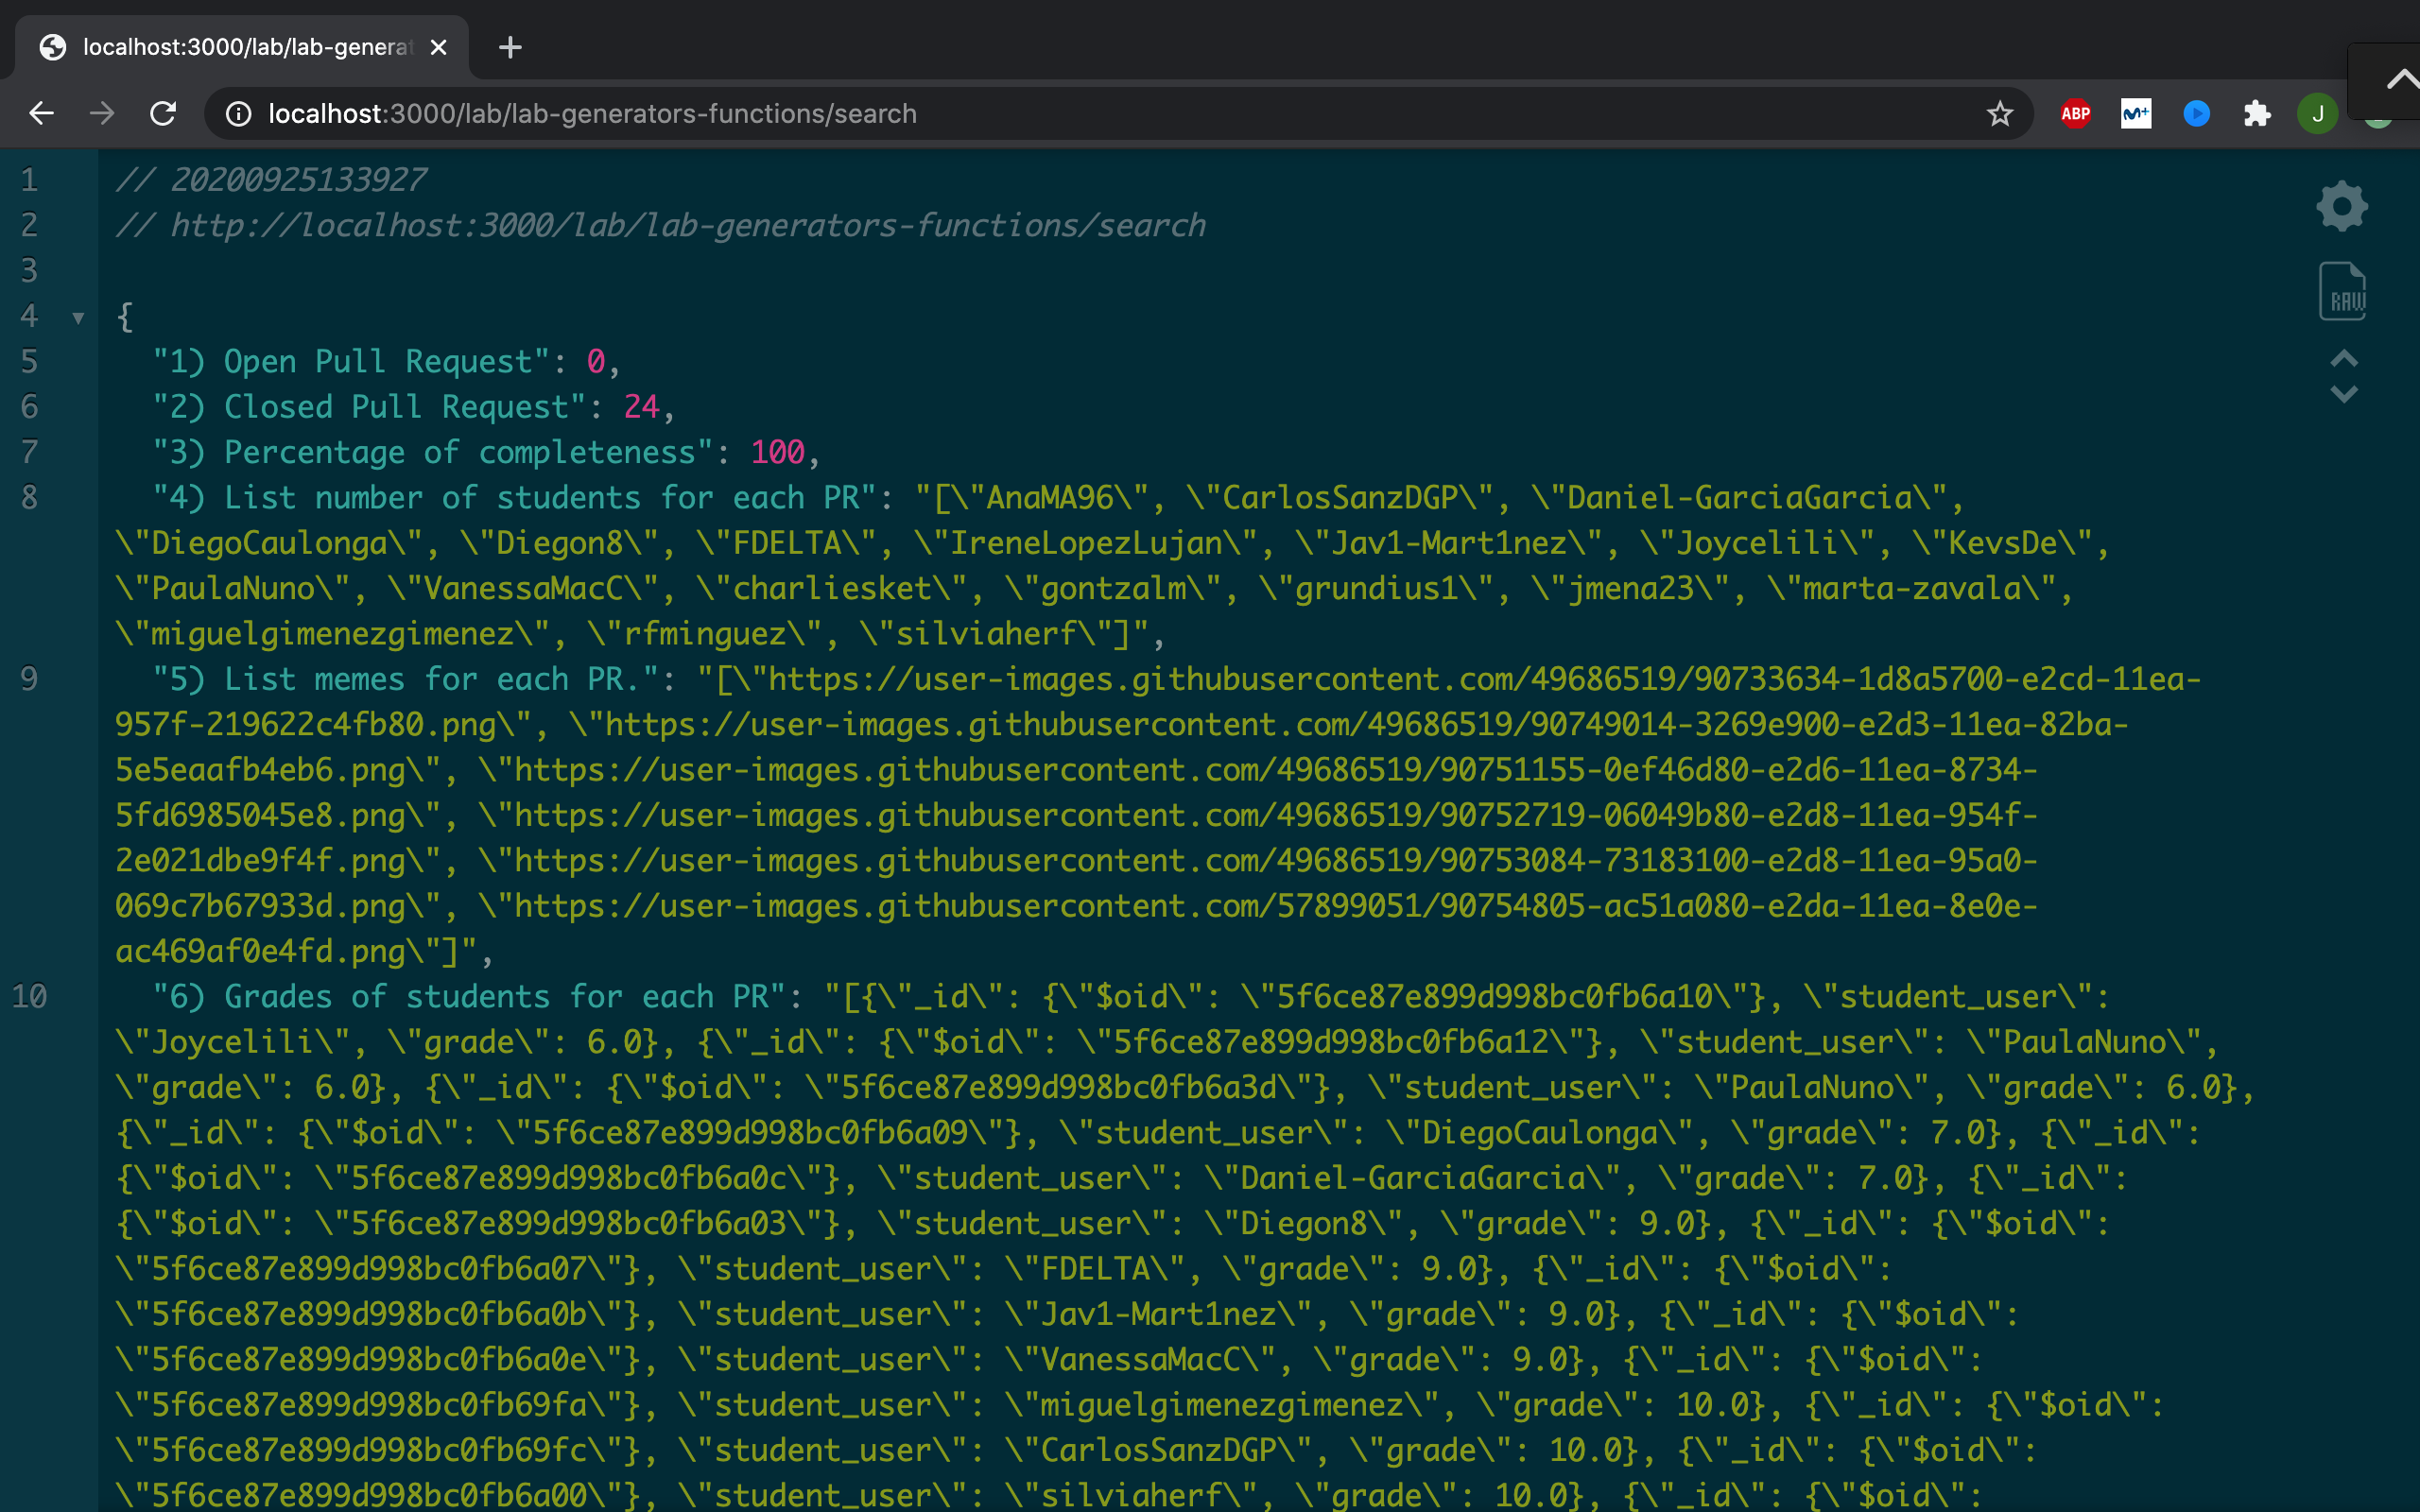 localhost:3000/lab/lab-generat
localhost:3000/lab/lab-generators-functions/search
ABP
J
1 // 20200925133927
2 // http://localhost:3000/lab/lab-generators-functions/search
3
4 {
RAW
5 "1) Open Pull Request": 0,
6 "2) Closed Pull Request": 24,
7 "3) Percentage of completeness": 100,
8 "4) List number of students for each PR": "[\"AnaMA96\", \"CarlosSanzDGP\", \"Daniel-GarciaGarcia\",
\"DiegoCaulonga\", \"Diegon8\", \"FDELTA\", \"IreneLopezLujan\", \"Jav1-Mart1nez\", \"Joycelili\", \"KevsDe\",
\"PaulaNuno\", \"VanessaMacC\", \"charliesket\", \"gontzalm\", \"grundius1\", \"jmena23\", \"marta-zavala\",
\"miguelgimenezgimenez\", \"rfminguez\", \"silviaherf\"]",
9 "5) List memes for each PR.": "[\"https://user-images.githubusercontent.com/49686519/90733634-1d8a5700-e2cd-11ea-
957f-219622c4fb80.png\", \"https://user-images.githubusercontent.com/49686519/90749014-3269e900-e2d3-11ea-82ba-
5e5eaafb4eb6.png\", \"https://user-images.githubusercontent.com/49686519/90751155-0ef46d80-e2d6-11ea-8734-
5fd6985045e8.png\", \"https://user-images.githubusercontent.com/49686519/90752719-06049b80-e2d8-11ea-954f-
2e021dbe9f4f.png\", \"https://user-images.githubusercontent.com/49686519/90753084-73183100-e2d8-11ea-95a0-
069c7b67933d.png\", \"https://user-images.githubusercontent.com/57899051/90754805-ac51a080-e2da-11ea-8e0e-
ac469af0e4fd.png\"]",
10 "6) Grades of students for each PR": "[{\"_id\": {\"$oid\": \"5f6ce87e899d998bc0fb6a10\"}, \"student_user\":
\"Joycelili\", \"grade\": 6.0}, {\"_id\": {\"$oid\": \"5f6ce87e899d998bc0fb6a12\"}, \"student_user\": \"PaulaNuno\",
\"grade\": 6.0}, {\"_id\": {\"$oid\": \"5f6ce87e899d998bc0fb6a3d\"}, \"student_user\": \"PaulaNuno\", \"grade\": 6.0},
{\"_id\": {\"$oid\": \"5f6ce87e899d998bc0fb6a09\"}, \"student_user\": \"DiegoCaulonga\", \"grade\": 7.0}, {\"_id\":
{\"$oid\": \"5f6ce87e899d998bc0fb6a0c\"}, \"student_user\": \"Daniel-GarciaGarcia\", \"grade\": 7.0}, {\"_id\":
{\"$oid\": \"5f6ce87e899d998bc0fb6a03\"}, \"student_user\": \"Diegon8\", \"grade\": 9.0}, {\"_id\": {\"$oid\":
\"5f6ce87e899d998bc0fb6a07\"}, \"student_user\": \"FDELTA\", \"grade\": 9.0}, {\"_id\": {\"$oid\":
\"5f6ce87e899d998bc0fb6a0b\"}, \"student_user\": \"Jav1-Mart1nez\", \"grade\": 9.0}, {\"_id\": {\"$oid\":
\"5f6ce87e899d998bc0fb6a0e\"}, \"student_user\": \"VanessaMacC\", \"grade\": 9.0}, {\"_id\": {\"$oid\":
\"5f6ce87e899d998bc0fb69fa\"}, \"student_user\": \"miguelgimenezgimenez\", \"grade\": 10.0}, {\"_id\": {\"$oid\":
\"5f6ce87e899d998bc0fb69fc\"}, \"student_user\": \"CarlosSanzDGP\", \"grade\": 10.0}, {\"_id\": {\"$oid\":
\"5f6ce87e899d998bc0fb6a00\"}, \"student_user\": \"silviaherf\", \"grade\": 10.0}, {\"_id\": {\"$oid\":